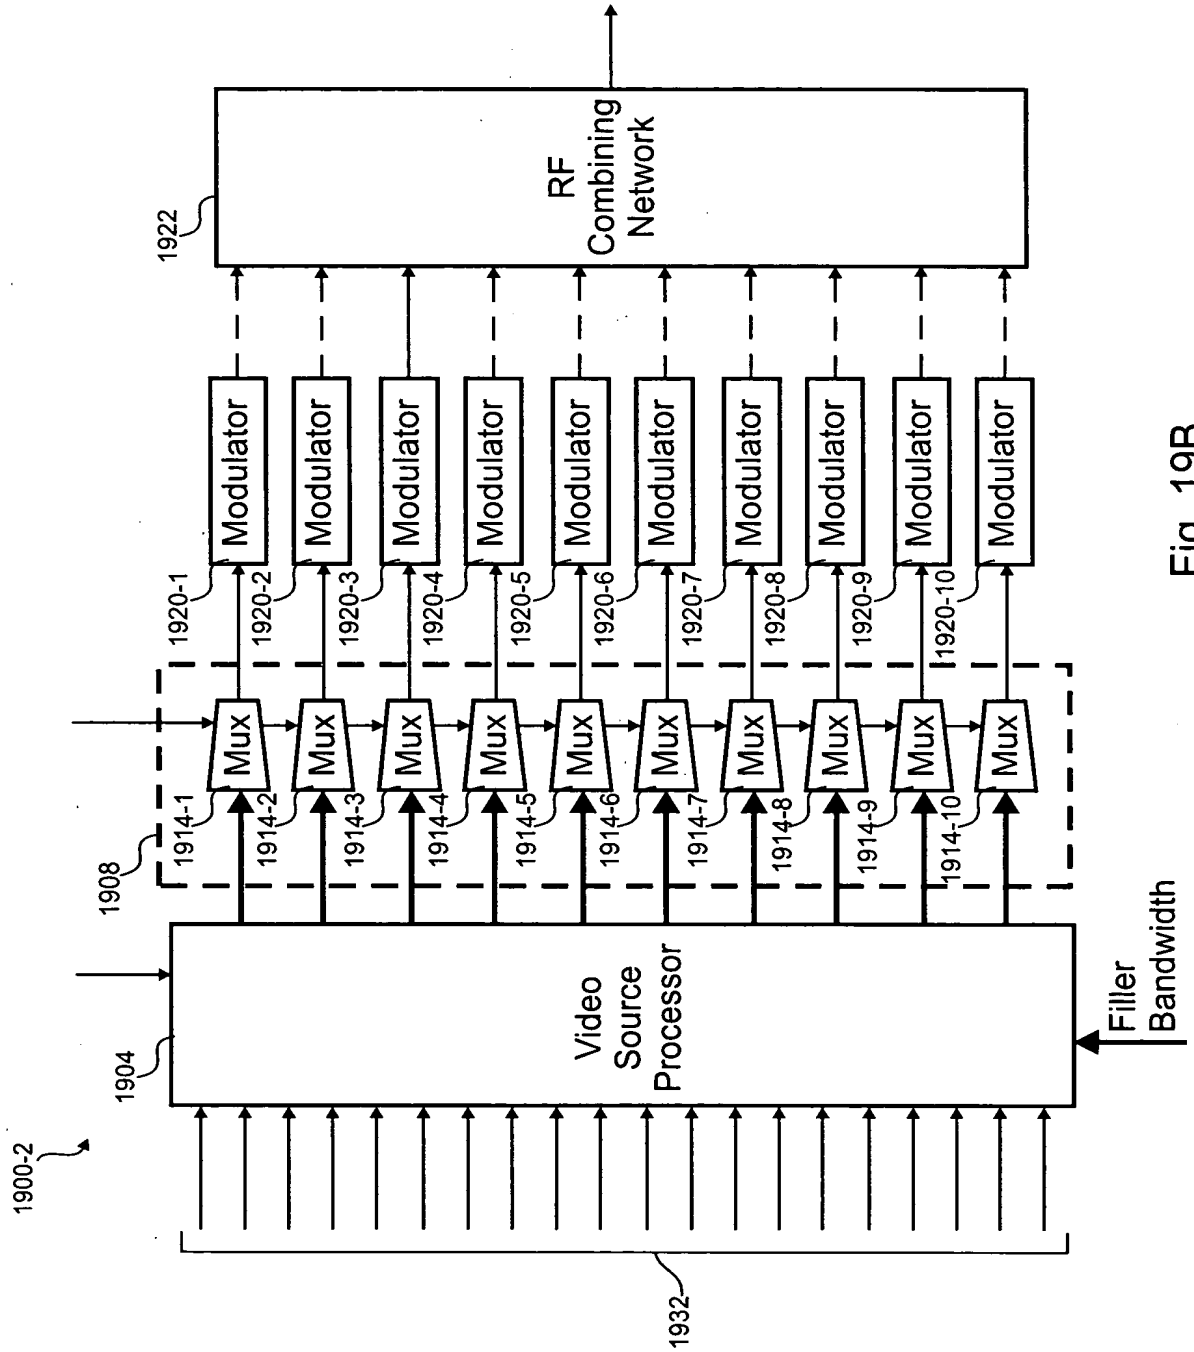 1900-2
1904
1908
1922
1932
Video
Source
Processor
Filler
Bandwidth
1914-1
Mux
1914-2
Mux
1914-3
Mux
1914-4
Mux
1914-5
Mux
1914-6
Mux
1914-7
Mux
1914-8
Mux
1914-9
Mux
1914-10
Mux
1920-1
Modulator
1920-2
Modulator
1920-3
Modulator
1920-4
Modulator
1920-5
Modulator
1920-6
Modulator
1920-7
Modulator
1920-8
Modulator
1920-9
Modulator
1920-10
Modulator
RF
Combining
Network
Fig. 19B